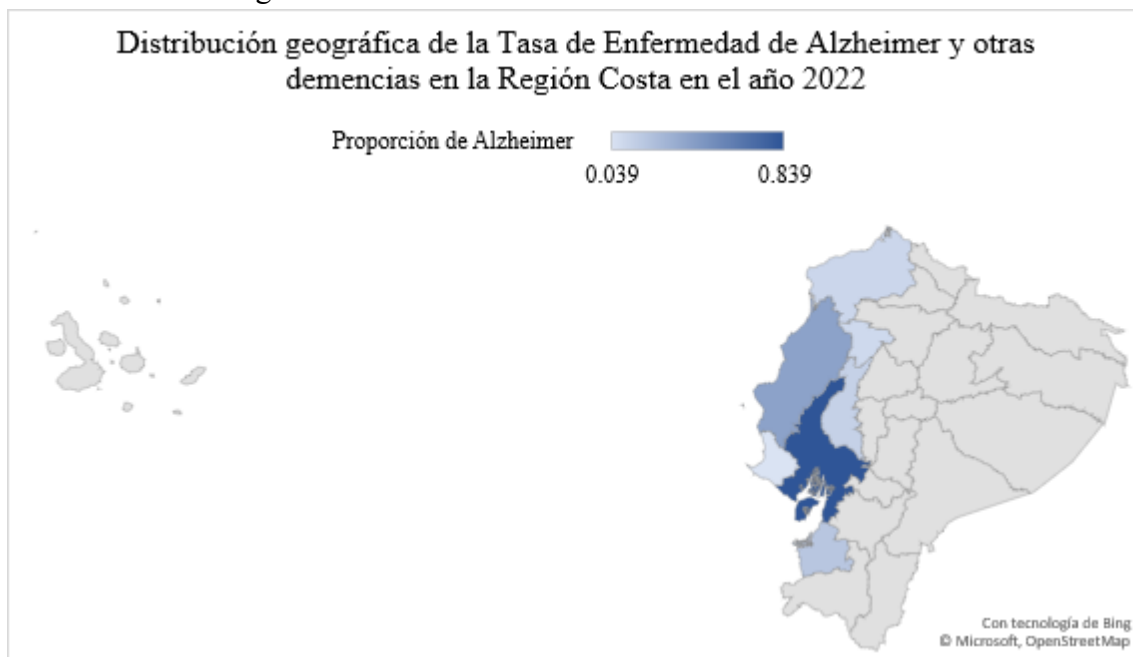 Distribución geográfica de la Tasa de Enfermedad de Alzheimer y otras
demencias en la Región Costa en el año 2022
Proporción de Alzheimer
0.039 0.839
Con tecnología de Bing
© Microsoft, OpenStreetMap